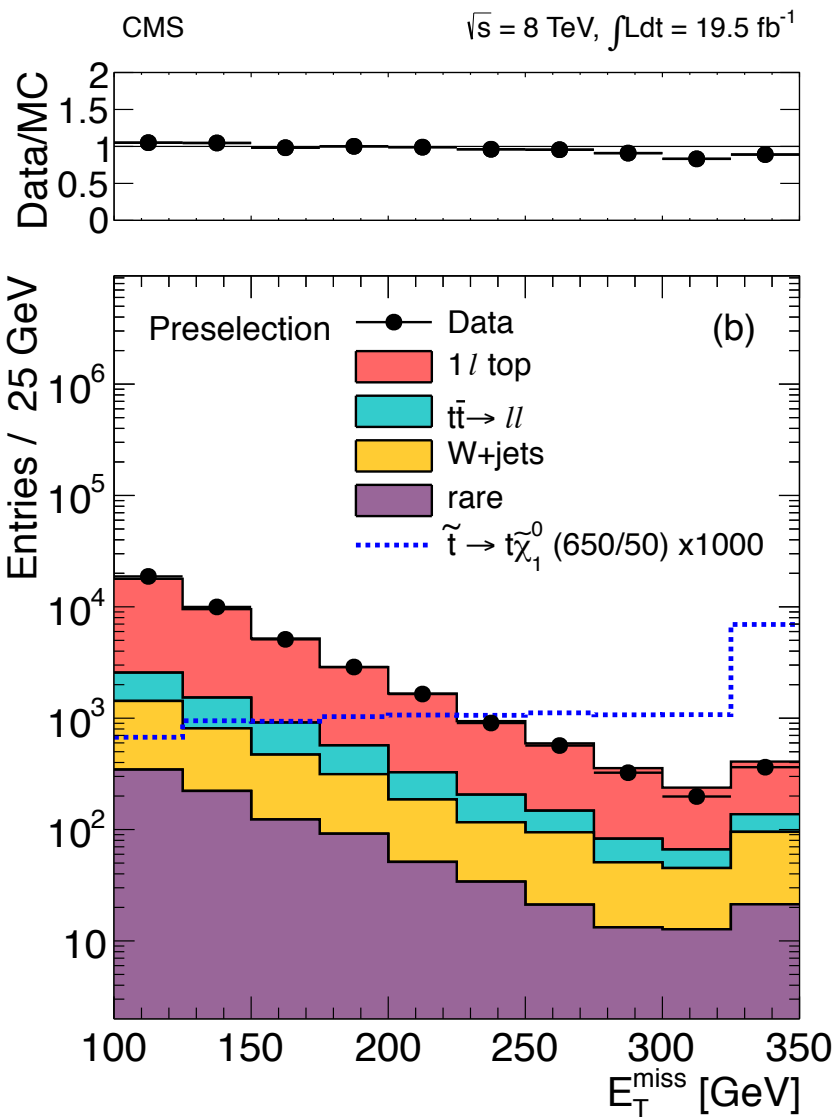 CMS
√s = 8 TeV, ∫Ldt = 19.5 fb⁻¹
Data/MC
2
1.5
1
0.5
0
Entries / 25 GeV
Preselection
(b)
Data
1 l top
tt̄ → ll
W+jets
rare
t̃ → tχ̃₁⁰ (650/50) x1000
10⁶
10⁵
10⁴
10³
10²
10
100 150 200 250 300 350
E_T^miss [GeV]